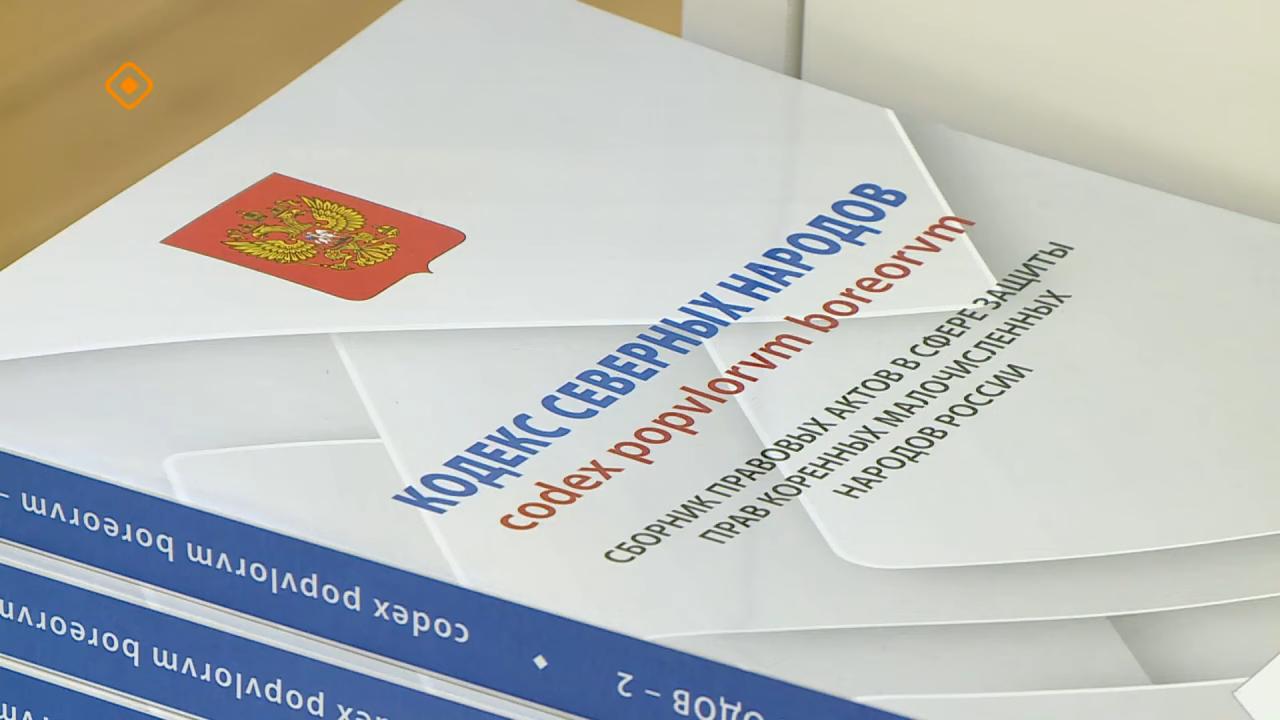 КОДЕКС СЕВЕРНЫХ НАРОДОВ
codex popvlorvm boreorvm
СБОРНИК ПРАВОВЫХ АКТОВ В СФЕРЕ ЗАЩИТЫ
ПРАВ КОРЕННЫХ МАЛОЧИСЛЕННЫХ
НАРОДОВ РОССИИ
ОДОВ – 2 ◆ codex popvlorvm boreorvm –
codex popvlorvm boreorvm